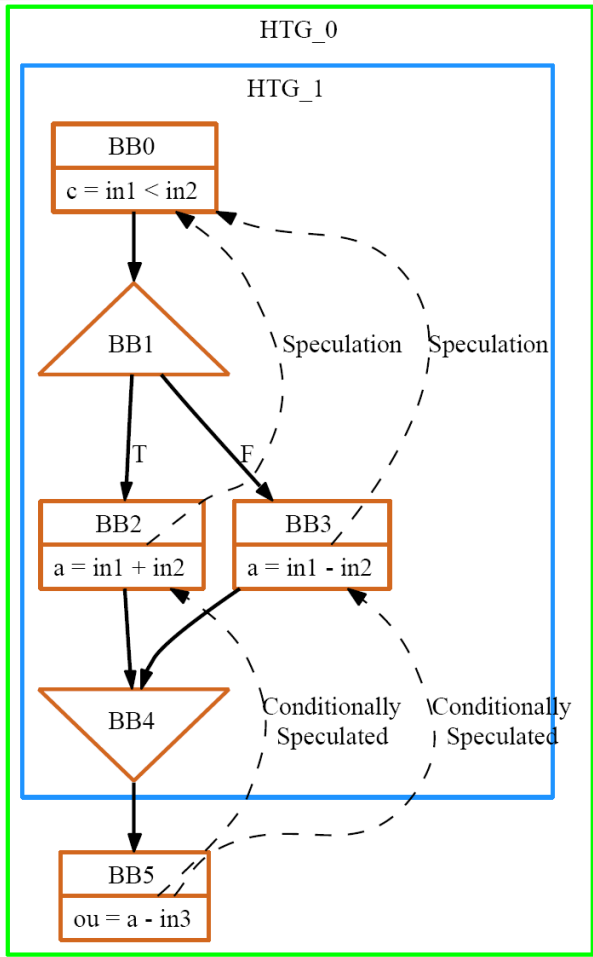 HTG_0
HTG_1
BB0
c = in1 < in2
BB1
Speculation
Speculation
T
F
BB2
BB3
a = in1 + in2
a = in1 - in2
BB4
Conditionally
Speculated
Conditionally
Speculated
BB5
ou = a - in3